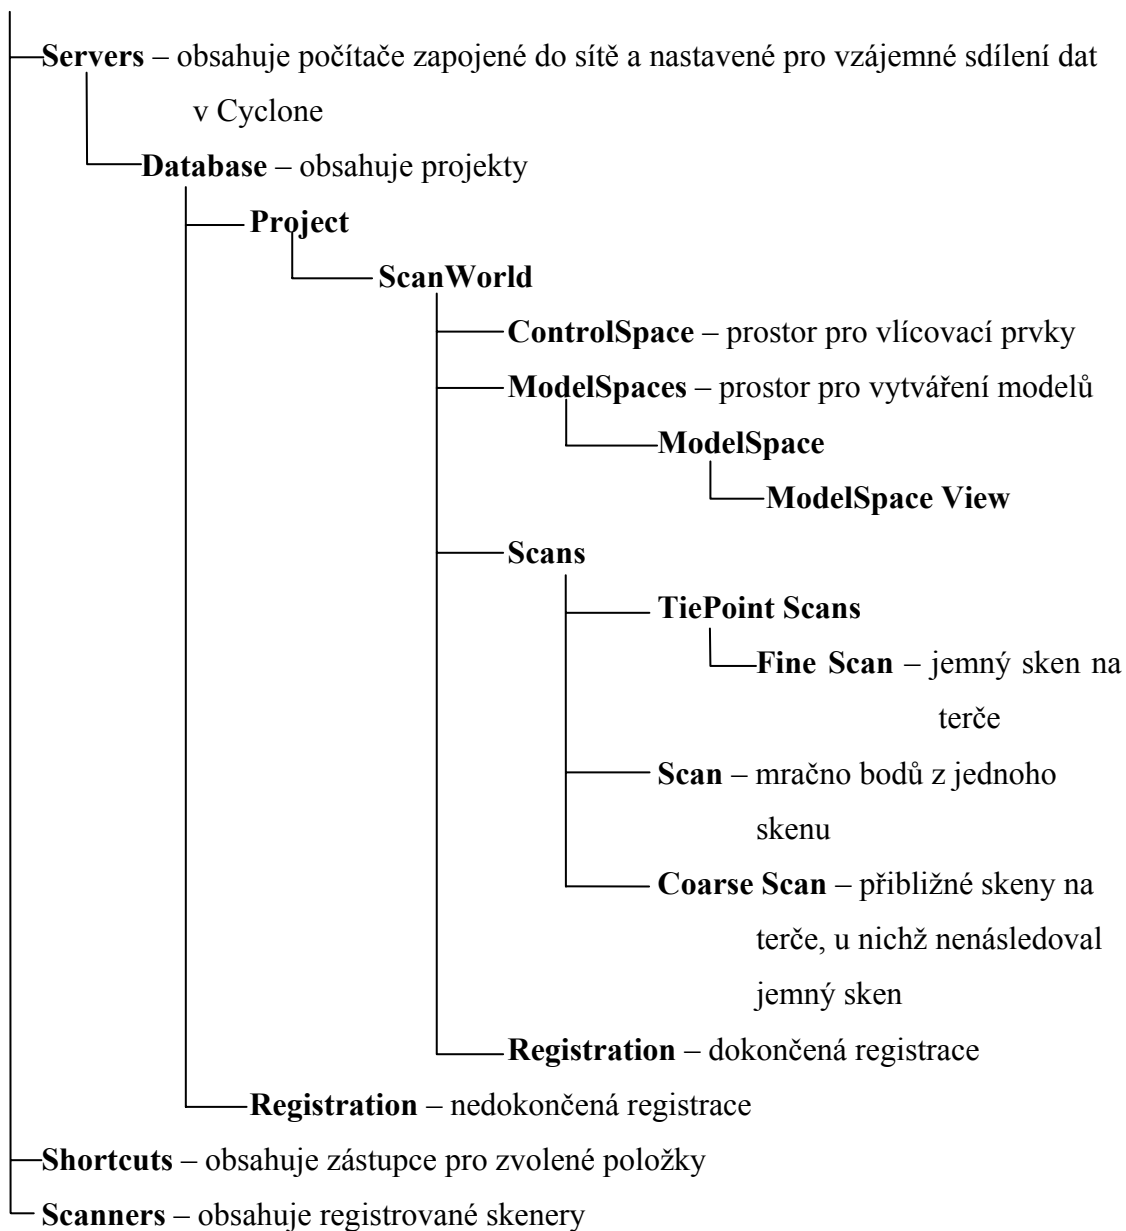 Servers – obsahuje počítače zapojené do sítě a nastavené pro vzájemné sdílení dat
v Cyclone
Database – obsahuje projekty
Project
ScanWorld
ControlSpace – prostor pro vlícovací prvky
ModelSpaces – prostor pro vytváření modelů
ModelSpace
ModelSpace View
Scans
TiePoint Scans
Fine Scan – jemný sken na
terče
Scan – mračno bodů z jednoho
skenu
Coarse Scan – přibližné skeny na
terče, u nichž nenásledoval
jemný sken
Registration – dokončená registrace
Registration – nedokončená registrace
Shortcuts – obsahuje zástupce pro zvolené položky
Scanners – obsahuje registrované skenery